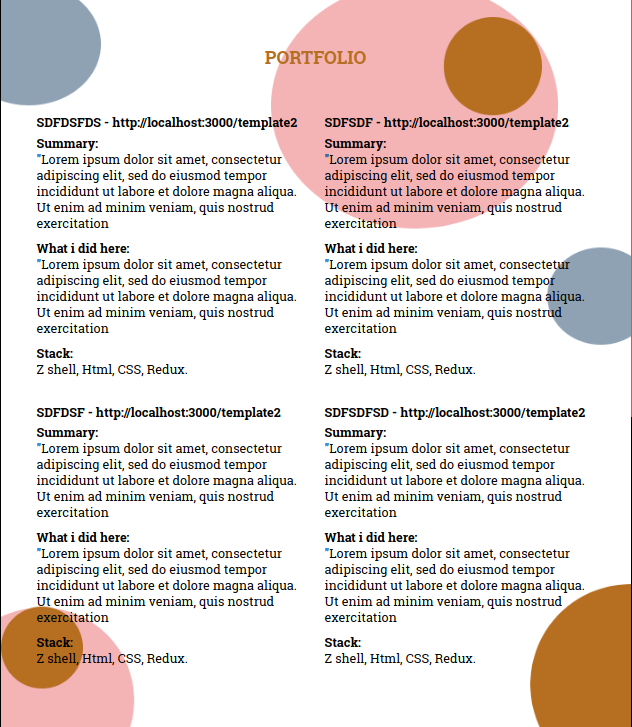 PORTFOLIO
SDFDSFDS - http://localhost:3000/template2
Summary:
"Lorem ipsum dolor sit amet, consectetur
adipiscing elit, sed do eiusmod tempor
incididunt ut labore et dolore magna aliqua.
Ut enim ad minim veniam, quis nostrud
exercitation
What i did here:
"Lorem ipsum dolor sit amet, consectetur
adipiscing elit, sed do eiusmod tempor
incididunt ut labore et dolore magna aliqua.
Ut enim ad minim veniam, quis nostrud
exercitation
Stack:
Z shell, Html, CSS, Redux.
SDFSDF - http://localhost:3000/template2
Summary:
"Lorem ipsum dolor sit amet, consectetur
adipiscing elit, sed do eiusmod tempor
incididunt ut labore et dolore magna aliqua.
Ut enim ad minim veniam, quis nostrud
exercitation
What i did here:
"Lorem ipsum dolor sit amet, consectetur
adipiscing elit, sed do eiusmod tempor
incididunt ut labore et dolore magna aliqua.
Ut enim ad minim veniam, quis nostrud
exercitation
Stack:
Z shell, Html, CSS, Redux.
SDFDSF - http://localhost:3000/template2
Summary:
"Lorem ipsum dolor sit amet, consectetur
adipiscing elit, sed do eiusmod tempor
incididunt ut labore et dolore magna aliqua.
Ut enim ad minim veniam, quis nostrud
exercitation
What i did here:
"Lorem ipsum dolor sit amet, consectetur
adipiscing elit, sed do eiusmod tempor
incididunt ut labore et dolore magna aliqua.
Ut enim ad minim veniam, quis nostrud
exercitation
Stack:
Z shell, Html, CSS, Redux.
SDFSDFSD - http://localhost:3000/template2
Summary:
"Lorem ipsum dolor sit amet, consectetur
adipiscing elit, sed do eiusmod tempor
incididunt ut labore et dolore magna aliqua.
Ut enim ad minim veniam, quis nostrud
exercitation
What i did here:
"Lorem ipsum dolor sit amet, consectetur
adipiscing elit, sed do eiusmod tempor
incididunt ut labore et dolore magna aliqua.
Ut enim ad minim veniam, quis nostrud
exercitation
Stack:
Z shell, Html, CSS, Redux.